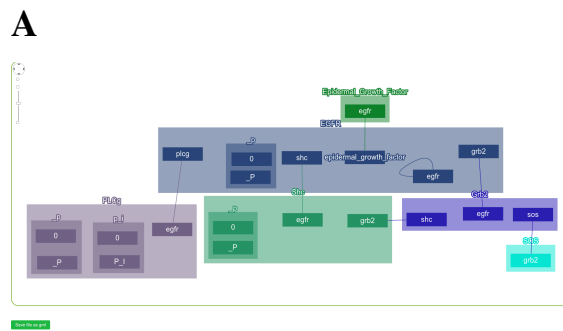 A
Epidermal_Growth_Factor
egfr
EGFR
plcg
_p
0
_P
shc
epidermal_growth_factor
egfr
grb2
PLCg
_p
0
_P
p_i
0
P_I
egfr
Shc
_p
0
_P
egfr
grb2
Grb2
shc
egfr
sos
SOS
grb2
Save file as gml